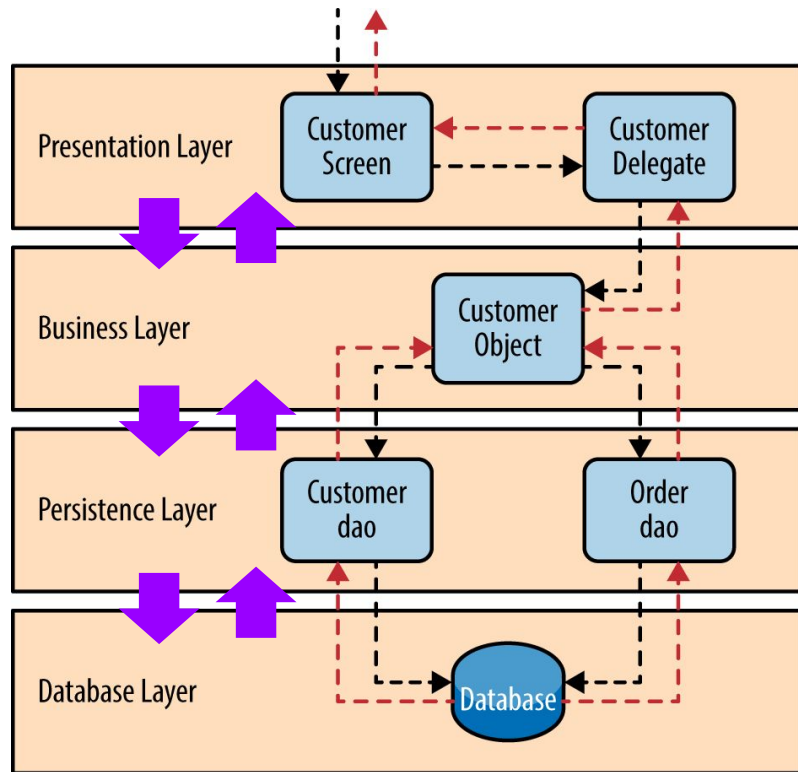 Presentation Layer
Customer
Screen
Customer
Delegate
Business Layer
Customer
Object
Persistence Layer
Customer
dao
Order
dao
Database Layer
Database